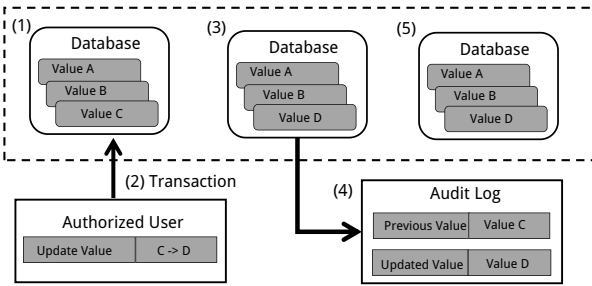 (1)
Database
Value A
Value B
Value C
(3)
Database
Value A
Value B
Value D
(5)
Database
Value A
Value B
Value D
(2) Transaction
Authorized User
Update Value C -> D
(4)
Audit Log
Previous Value Value C
Updated Value Value D